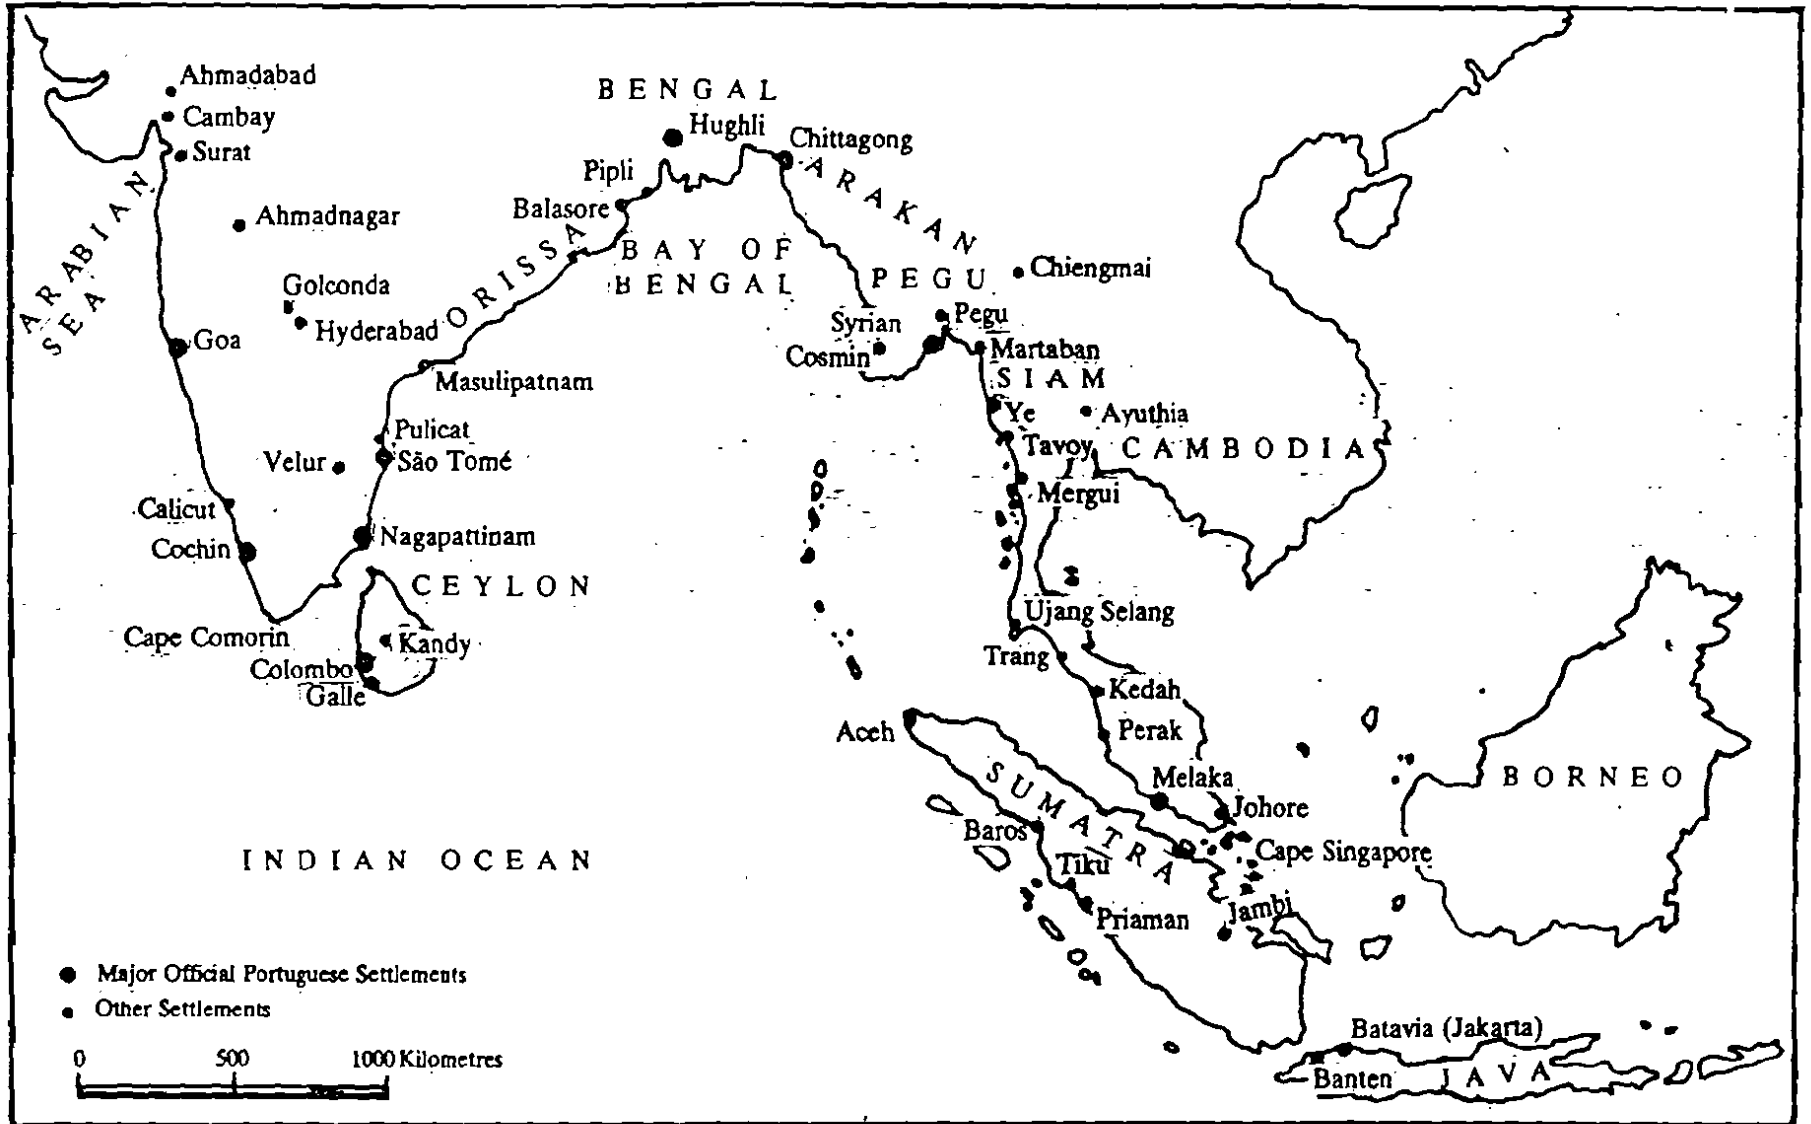 Ahmadabad
Cambay
Surat
ARABIAN
SEA
Ahmadnagar
Golconda
Hyderabad
Goa
Masulipatnam
Pulicat
Velur
São Tomé
Calicut
Cochin
Nagapattinam
CEYLON
Cape Comorin
Kandy
Colombo
Galle
ORISSA
Balasore
Pipli
BENGAL
Hughli
Chittagong
ARAKAN
BAY OF
BENGAL
PEGU
Chiengmai
Pegu
Syrian
Cosmin
Martaban
SIAM
Ye
Ayuthia
Tavoy
CAMBODIA
Mergui
Ujang Selang
Trang
Kedah
Perak
Aceh
SUMATRA
Melaka
Johore
Baros
Cape Singapore
Tiku
Priaman
Jambi
BORNEO
INDIAN OCEAN
Batavia (Jakarta)
Banten
JAVA
Major Official Portuguese Settlements
Other Settlements
0 500 1000 Kilometres